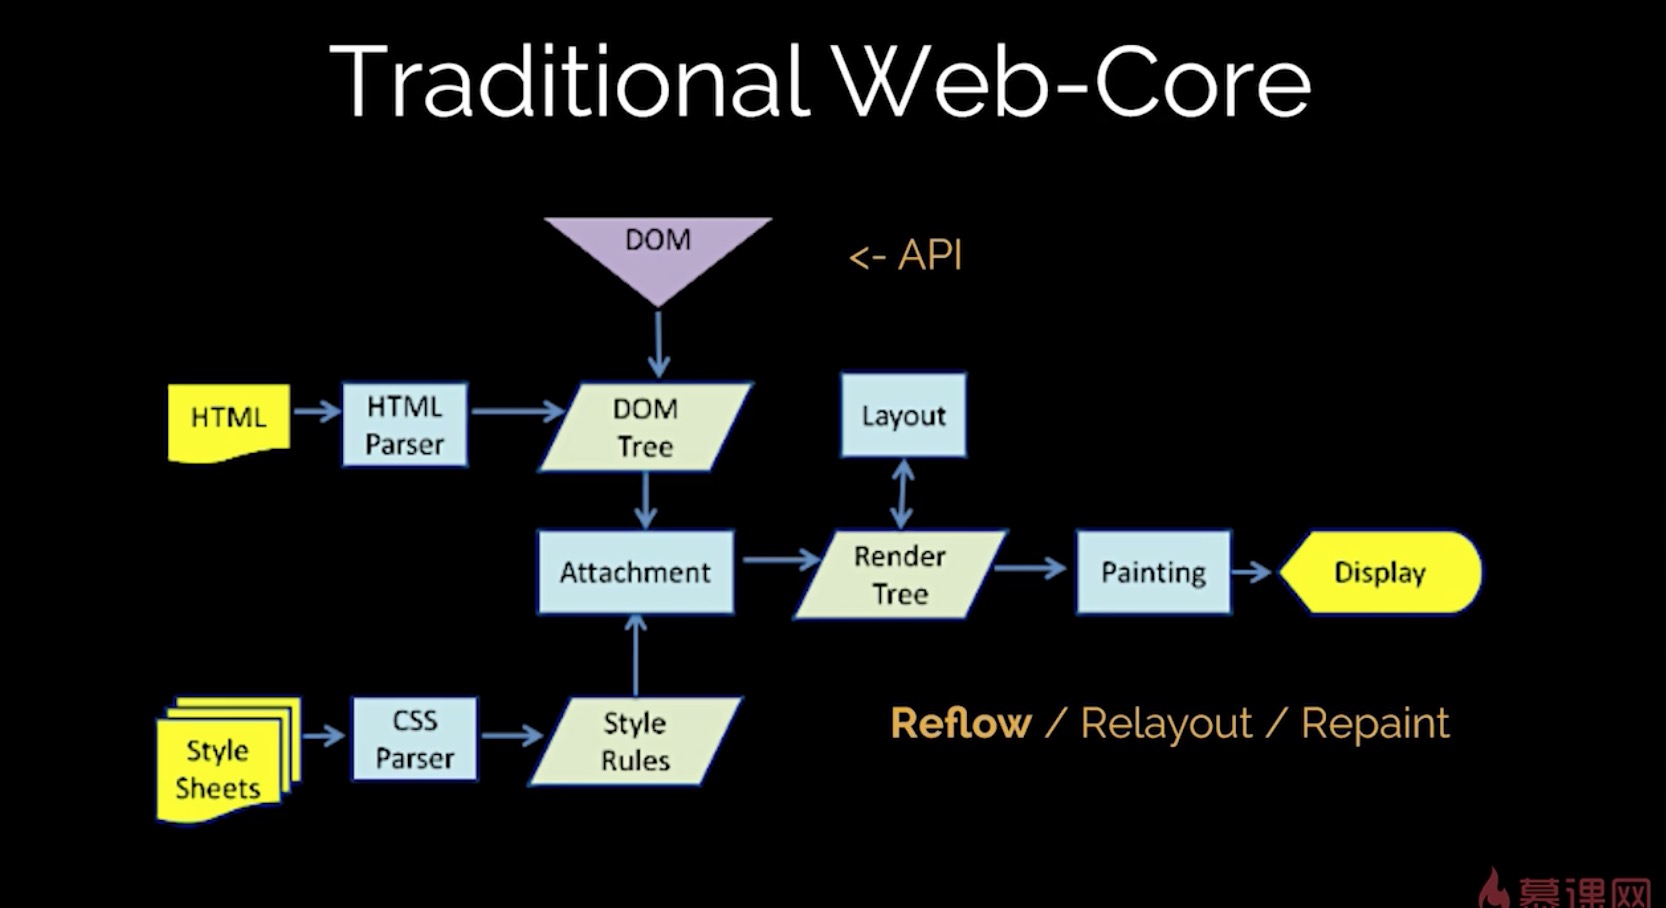 Traditional Web-Core
DOM
<- API
HTML
HTML
Parser
DOM
Tree
Layout
Attachment
Render
Tree
Painting
Display
Style
Sheets
CSS
Parser
Style
Rules
Reflow / Relayout / Repaint
慕课网